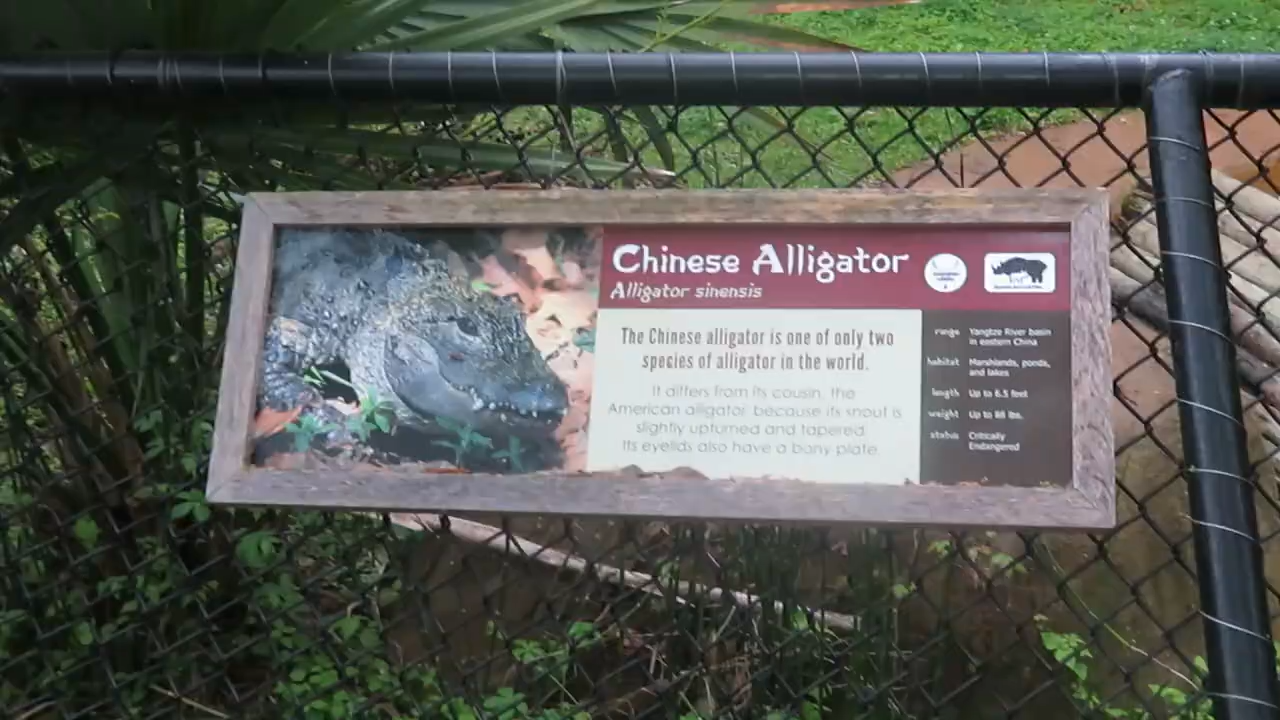 Chinese Alligator
Alligator sinensis
The Chinese alligator is one of only two
species of alligator in the world.
It differs from its cousin, the
American alligator, because its snout is
slightly upturned and tapered.
Its eyelids also have a bony plate.
range Yangtze River basin
in eastern China
habitat Marshlands, ponds,
and lakes
length Up to 6.5 feet
weight Up to 88 lbs.
status Critically
Endangered